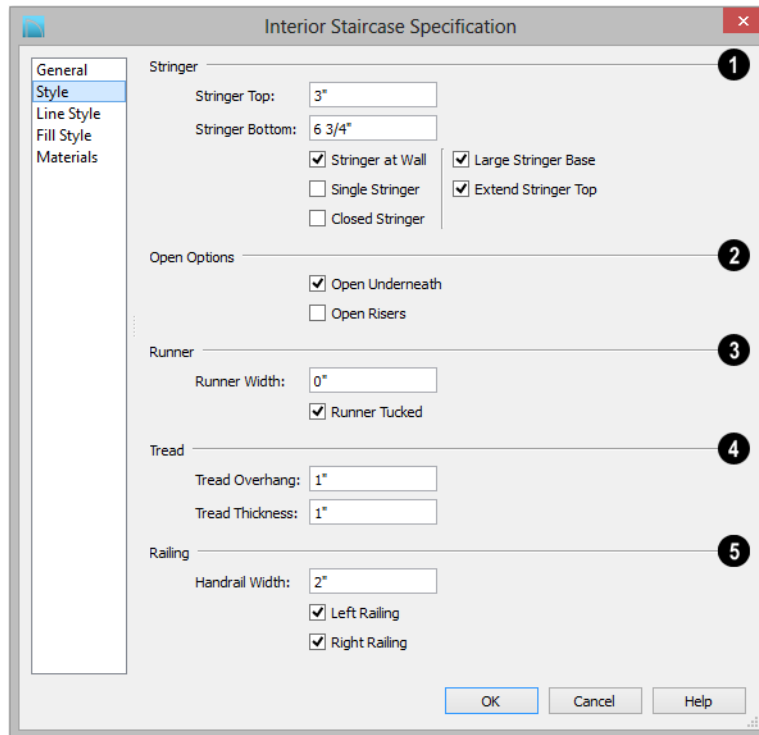 Interior Staircase Specification
General
Style
Line Style
Fill Style
Materials
Stringer 1
Stringer Top: 3"
Stringer Bottom: 6 3/4"
Stringer at Wall Large Stringer Base
Single Stringer Extend Stringer Top
Closed Stringer
Open Options 2
Open Underneath
Open Risers
Runner 3
Runner Width: 0"
Runner Tucked
Tread 4
Tread Overhang: 1"
Tread Thickness: 1"
Railing 5
Handrail Width: 2"
Left Railing
Right Railing
OK Cancel Help